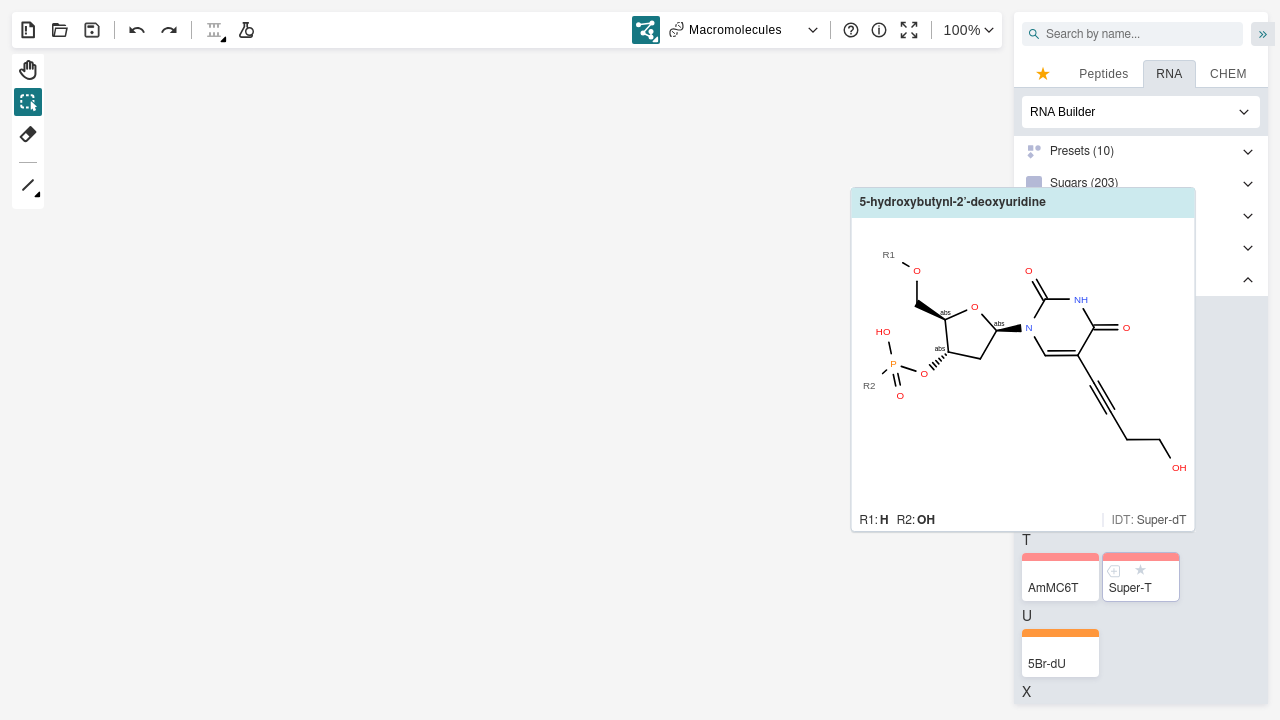 Macromolecules
100%
Search by name...
Peptides
RNA
CHEM
RNA Builder
Presets (10)
Sugars (203)
5-hydroxybutynl-2'-deoxyuridine
R1
O
O
O
NH
abs
abs
N
O
HO
abs
P
O
R2
O
OH
R1: H R2: OH
IDT: Super-dT
T
AmMC6T
Super-T
U
5Br-dU
X